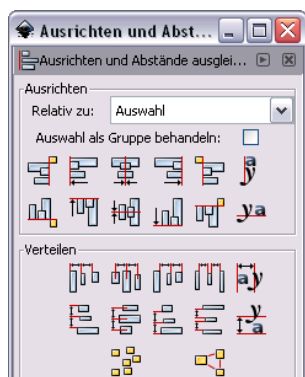 Ausrichten und Abst...
Ausrichten und Abstände ausglei...
Ausrichten
Relativ zu: Auswahl
Auswahl als Gruppe behandeln:
Verteilen